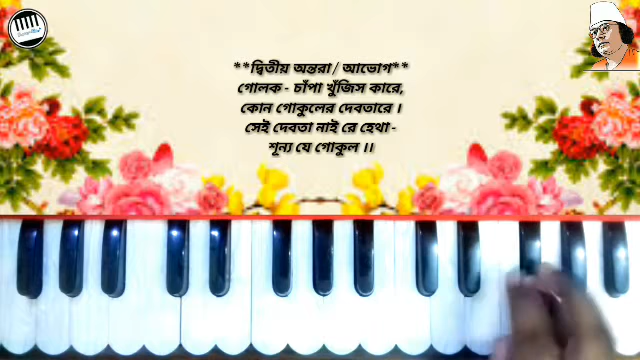 **দ্বিতীয় অন্তরা / আভোগ**
গোলক - চাঁপা খুঁজিস কারে,
কোন গোকুলের দেবতারে ।
সেই দেবতা নাই রে হেথা -
শূন্য যে গোকুল ।।